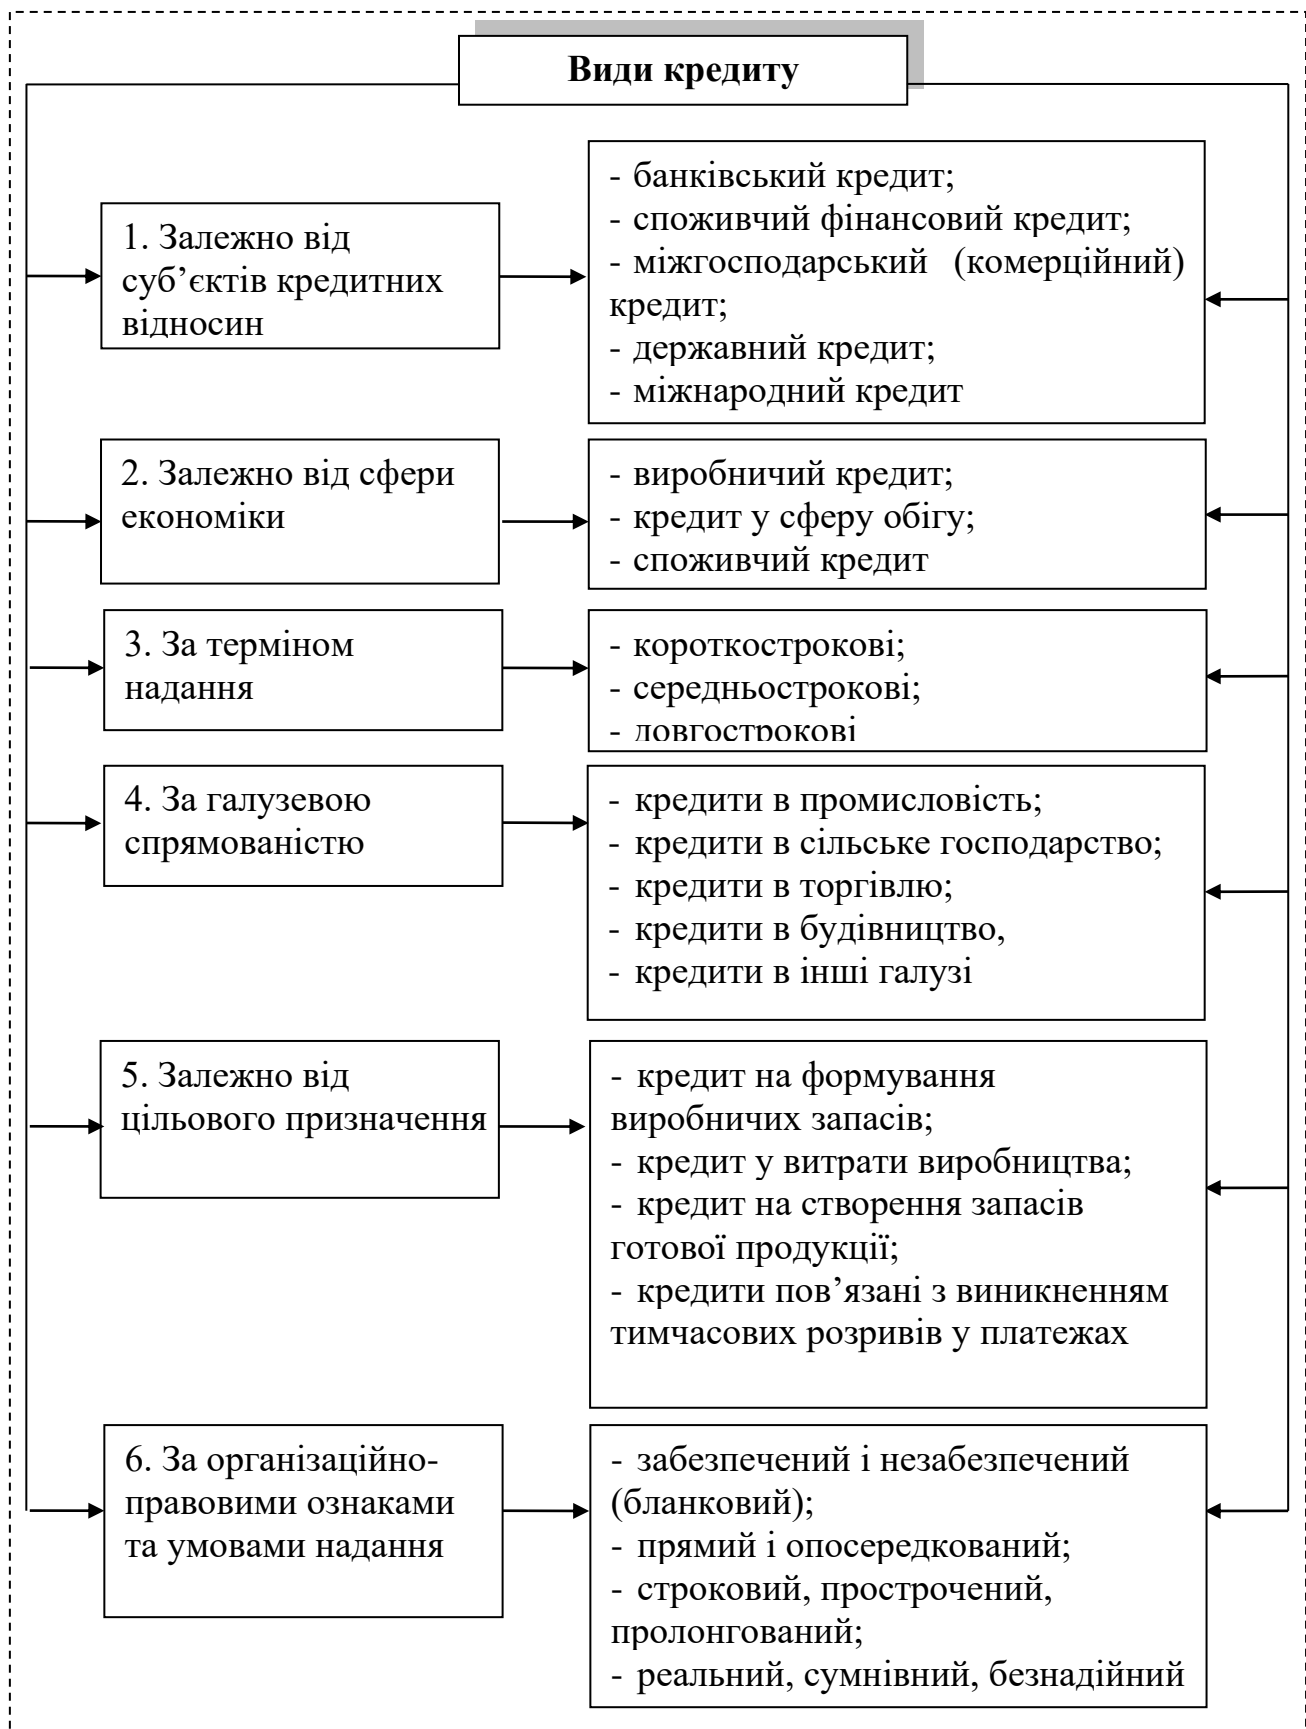 Види кредиту
1. Залежно від
суб’єктів кредитних
відносин
- банківський кредит;
- споживчий фінансовий кредит;
- міжгосподарський (комерційний)
кредит;
- державний кредит;
- міжнародний кредит
2. Залежно від сфери
економіки
- виробничий кредит;
- кредит у сферу обігу;
- споживчий кредит
3. За терміном
надання
- короткострокові;
- середньострокові;
- довгострокові
4. За галузевою
спрямованістю
- кредити в промисловість;
- кредити в сільське господарство;
- кредити в торгівлю;
- кредити в будівництво,
- кредити в інші галузі
5. Залежно від
цільового призначення
- кредит на формування
виробничих запасів;
- кредит у витрати виробництва;
- кредит на створення запасів
готової продукції;
- кредити пов’язані з виникненням
тимчасових розривів у платежах
6. За організаційно-
правовими ознаками
та умовами надання
- забезпечений і незабезпечений
(бланковий);
- прямий і опосередкований;
- строковий, прострочений,
пролонгований;
- реальний, сумнівний, безнадійний